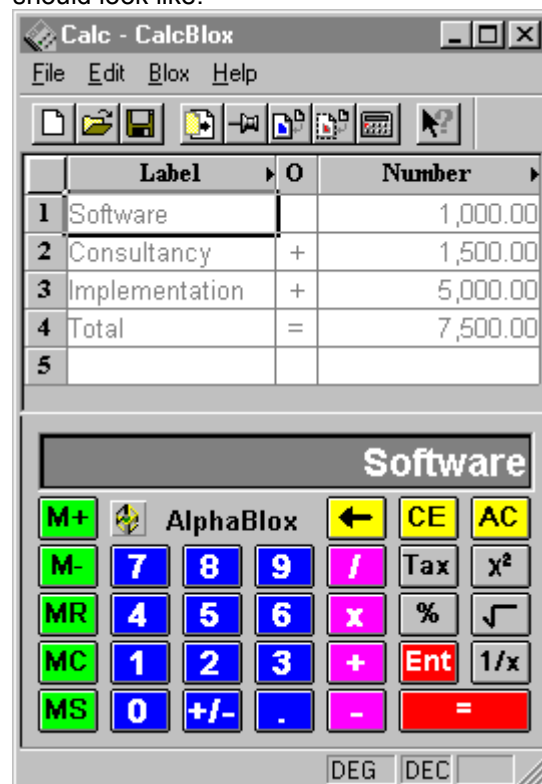 should look like:
Calc - CalcBlox
File Edit Blox Help
Label O Number
1 Software 1,000.00
2 Consultancy + 1,500.00
3 Implementation + 5,000.00
4 Total = 7,500.00
5
Software
M+ AlphaBlox ← CE AC
M- 7 8 9 / Tax X²
MR 4 5 6 x % √
MC 1 2 3 + Ent 1/x
MS 0 +/- . - =
DEG DEC